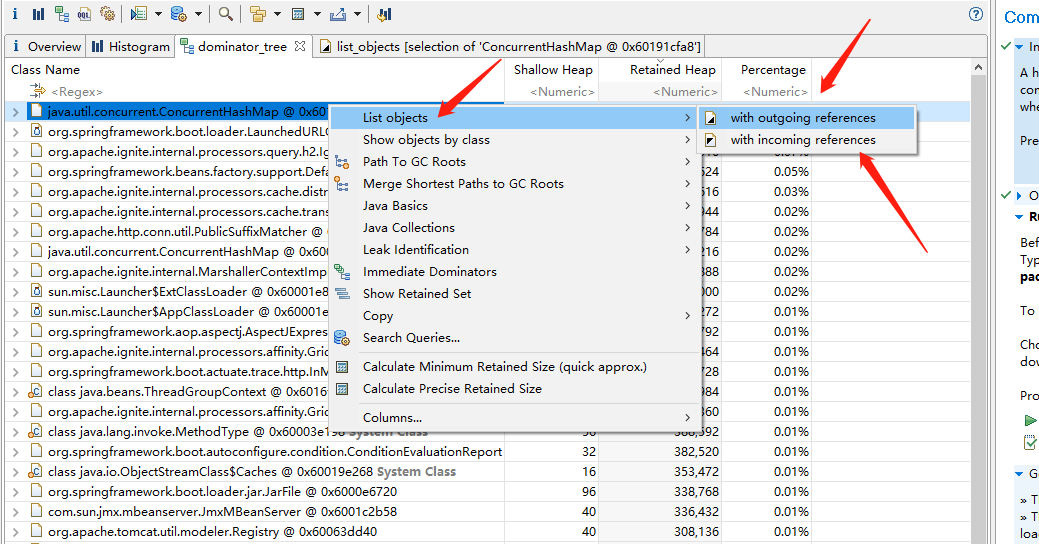 Com
i Overview Histogram dominator_tree list_objects [selection of 'ConcurrentHashMap @ 0x60191cfa8']
Class Name Shallow Heap Retained Heap Percentage
<Regex> <Numeric> <Numeric> <Numeric>
java.util.concurrent.ConcurrentHashMap @ 0x601
org.springframework.boot.loader.LaunchedURLC
org.apache.ignite.internal.processors.query.h2.Ig
org.springframework.beans.factory.support.Defa 624 0.05%
org.apache.ignite.internal.processors.cache.distr 616 0.03%
org.apache.ignite.internal.processors.cache.trans 944 0.02%
org.apache.http.conn.util.PublicSuffixMatcher @ 784 0.02%
java.util.concurrent.ConcurrentHashMap @ 0x600 216 0.02%
org.apache.ignite.internal.MarshallerContextImp 888 0.02%
sun.misc.Launcher$ExtClassLoader @ 0x60001e8 000 0.02%
sun.misc.Launcher$AppClassLoader @ 0x60001e 272 0.01%
org.springframework.aop.aspectj.AspectJExpres 792 0.01%
org.apache.ignite.internal.processors.affinity.Grid 464 0.01%
org.springframework.boot.actuate.trace.http.InM 728 0.01%
class java.beans.ThreadGroupContext @ 0x6016 984 0.01%
org.apache.ignite.internal.processors.affinity.Grid 360 0.01%
class java.lang.invoke.MethodType @ 0x60003e198 System Class 0.01%
org.springframework.boot.autoconfigure.condition.ConditionEvaluationReport 32 382,520 0.01%
class java.io.ObjectStreamClass$Caches @ 0x60019e268 System Class 16 353,472 0.01%
org.springframework.boot.loader.jar.JarFile @ 0x6000e6720 96 338,768 0.01%
com.sun.jmx.mbeanserver.JmxMBeanServer @ 0x6001c2b58 40 336,432 0.01%
org.apache.tomcat.util.modeler.Registry @ 0x60063dd40 40 308,136 0.01%
List objects
Show objects by class
Path To GC Roots
Merge Shortest Paths to GC Roots
Java Basics
Java Collections
Leak Identification
Immediate Dominators
Show Retained Set
Copy
Search Queries...
Calculate Minimum Retained Size (quick approx.)
Calculate Precise Retained Size
Columns...
with outgoing references
with incoming references
In
A h
con
whe
Pre
O
Ru
Bef
Typ
pac
To
Cho
dov
Pro
Ge
» T
» T
loa